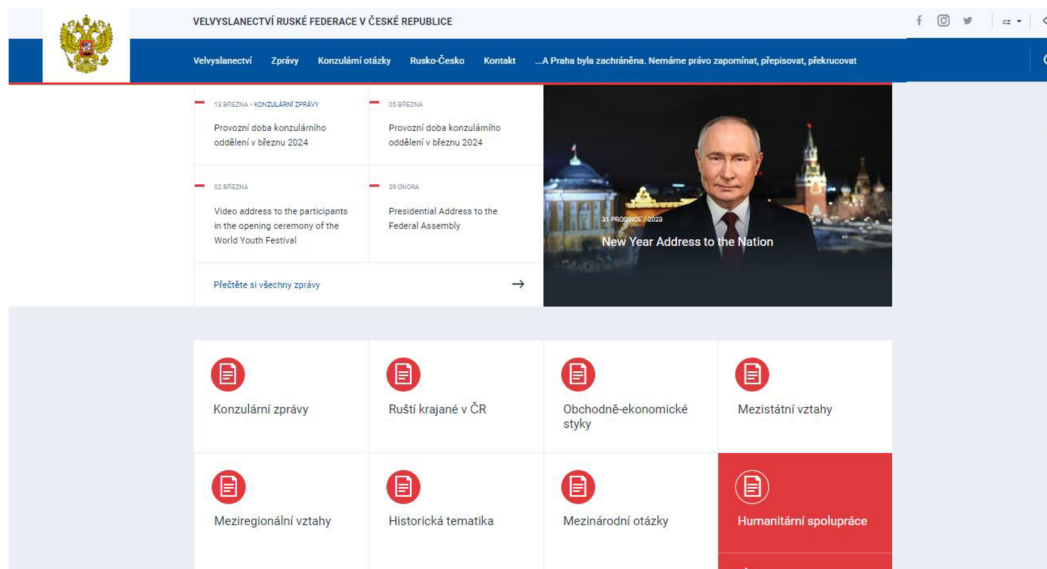 VELVYSLANECTVÍ RUSKÉ FEDERACE V ČESKÉ REPUBLICE
cz
Velvyslanectví Zprávy Konzulární otázky Rusko-Česko Kontakt ...A Praha byla zachráněna. Nemáme právo zapomínat, přepisovat, překrucovat
13 BŘEZNA - KONZULÁRNÍ ZPRÁVY
Provozní doba konzulárního
oddělení v březnu 2024
05 BŘEZNA
Provozní doba konzulárního
oddělení v březnu 2024
02 BŘEZNA
Video address to the participants
in the opening ceremony of the
World Youth Festival
29 ÚNORA
Presidential Address to the
Federal Assembly
Přečtěte si všechny zprávy
31 PROSINCE / 2023
New Year Address to the Nation
Konzulární zprávy
Ruští krajané v ČR
Obchodně-ekonomické
styky
Mezistátní vztahy
Meziregionální vztahy
Historická tematika
Mezinárodní otázky
Humanitární spolupráce